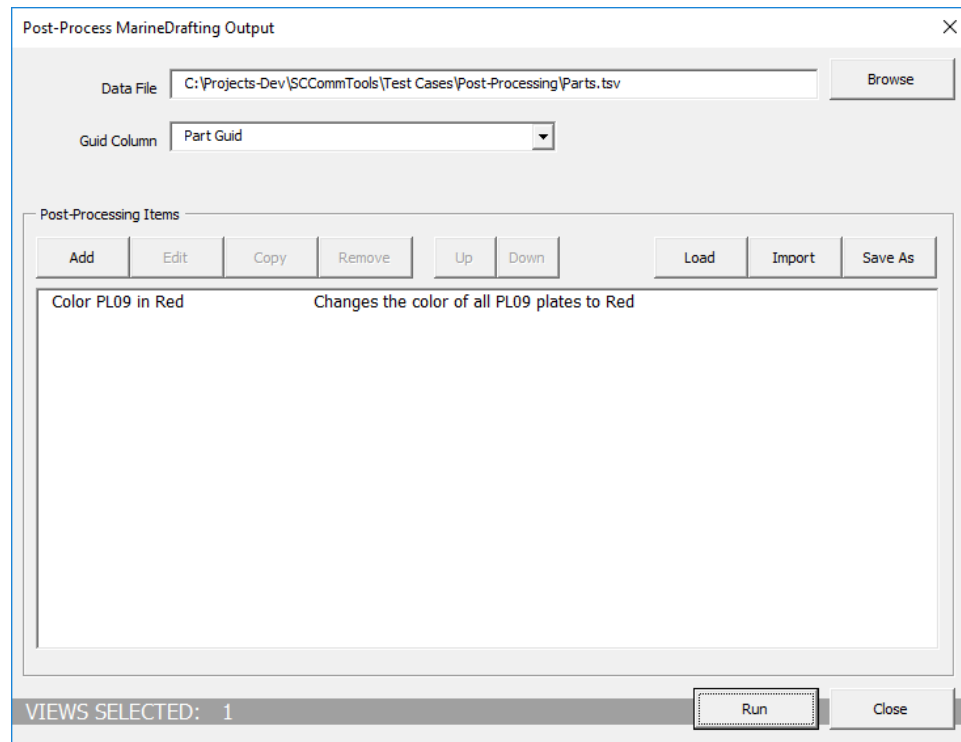 Post-Process MarineDrafting Output
Data File C:\Projects-Dev\SCCommTools\Test Cases\Post-Processing\Parts.tsv Browse
Guid Column Part Guid
Post-Processing Items
Add Edit Copy Remove Up Down Load Import Save As
Color PL09 in Red Changes the color of all PL09 plates to Red
VIEWS SELECTED: 1 Run Close